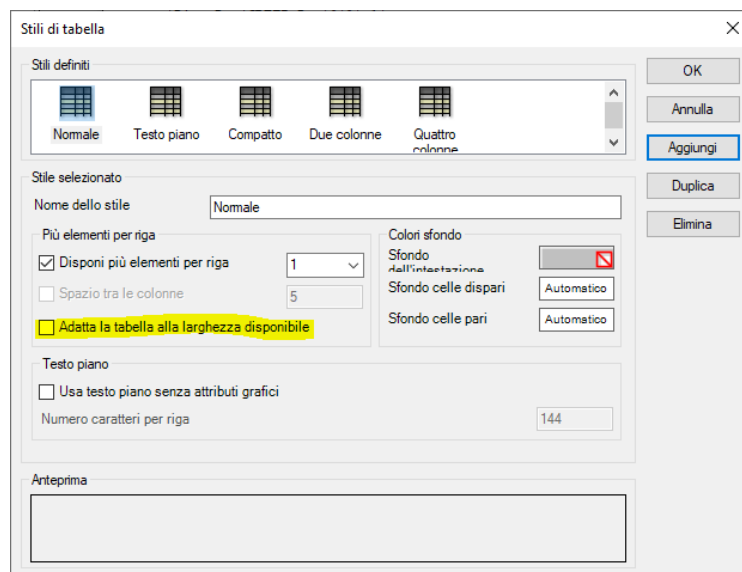 Stili di tabella
Stili definiti
Normale
Testo piano
Compatto
Due colonne
Quattro
colonne
OK
Annulla
Aggiungi
Duplica
Elimina
Stile selezionato
Nome dello stile
Normale
Più elementi per riga
Disponi più elementi per riga
1
Spazio tra le colonne
5
Adatta la tabella alla larghezza disponibile
Colori sfondo
Sfondo
dell'intestazione
Sfondo celle dispari
Automatico
Sfondo celle pari
Automatico
Testo piano
Usa testo piano senza attributi grafici
Numero caratteri per riga
144
Anteprima